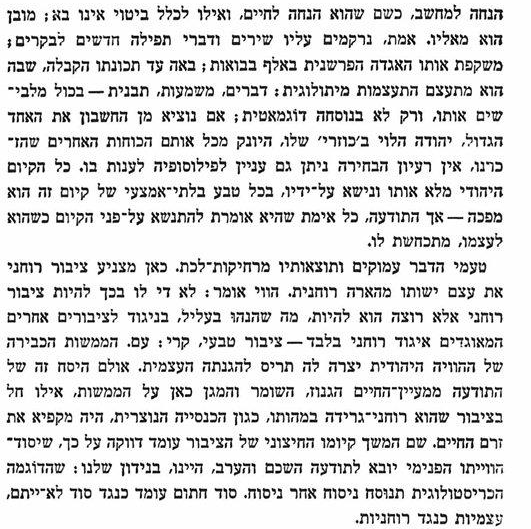 הנחה למחשב, כשם שהוא הנחה לחיים, ואילו לכלל ביטוי אינו בא; מובן
הוא מאליו. אמת, נרקמים עליו שירים ודברי תפילה חדשים לבקרים;
משקפת אותו האגדה הפרשנית באלף בבואות; באה עד תכונתו הקבלה, שבה
הוא מתעצם התעצמות מיתולוגית: דברים, משמעות, תבנית — בכול מלבי־
שים אותו, ורק לא בנוסחה דוגמאטית; אם נוציא מן החשבון את האחד
הגדול, יהודה הלוי ב׳כוזרי׳ שלו, היונק מכל אותם הכוחות האחרים שהז־
כרנו, אין רעיון הבחירה ניתן גם עניין לפילוסופיה לענות בו. כל הקיום
היהודי מלא אותו ונישא על־ידיו, בכל טבע בלתי־אמצעי של קיום זה הוא
מפכה — אך התודעה, כל אימת שהיא אומרת להתנשא על־פני הקיום כשהוא
לעצמו, מתכחשת לו.
טעמי הדבר עמוקים ותוצאותיו מרחיקות־לכת. כאן מצניע ציבור רוחני
את עצם ישותו מהארה רוחנית. הווי אומר: לא די לו בכך להיות ציבור
רוחני אלא רוצה הוא להיות, מה שהנהו בעליל, בניגוד לציבורים אחרים
המאוגדים איגוד רוחני בלבד — ציבור טבעי, קרי: עם. הממשות הכבירה
של ההוויה היהודית יצרה לה תריס להגנתה העצמית. אולם היסח זה של
התודעה ממעיין־החיים הגנוז, השומר והמגן כאן על הממשות, אילו חל
בציבור שהוא רוחני־גרידה במהותו, כגון הכנסייה הנוצרית, היה מקפיא את
זרם החיים. שם המשך קיומו החיצוני של הציבור עומד דווקה על כך, שיסוד־
הווייתו הפנימי יובא לתודעה השכם והערב, היינו, בנידון שלנו: שהדוגמה
הכריסטולוגית תנוסח ניסוח אחר ניסוח. סוד חתום עומד כנגד סוד לא־ייתם,
עצמיות כנגד רוחניות.